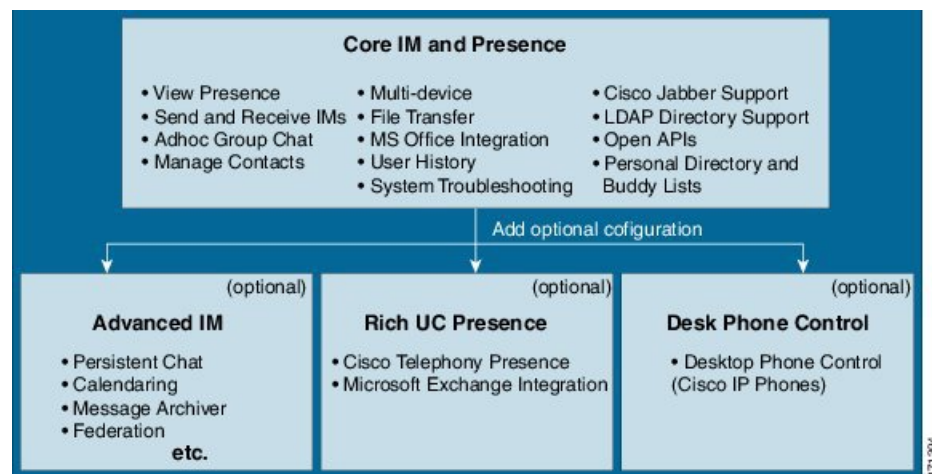 Core IM and Presence
• View Presence
• Send and Receive IMs
• Adhoc Group Chat
• Manage Contacts
• Multi-device
• File Transfer
• MS Office Integration
• User History
• System Troubleshooting
• Cisco Jabber Support
• LDAP Directory Support
• Open APIs
• Personal Directory and
Buddy Lists
Add optional cofiguration
(optional)
Advanced IM
• Persistent Chat
• Calendaring
• Message Archiver
• Federation
etc.
(optional)
Rich UC Presence
• Cisco Telephony Presence
• Microsoft Exchange Integration
(optional)
Desk Phone Control
• Desktop Phone Control
(Cisco IP Phones)